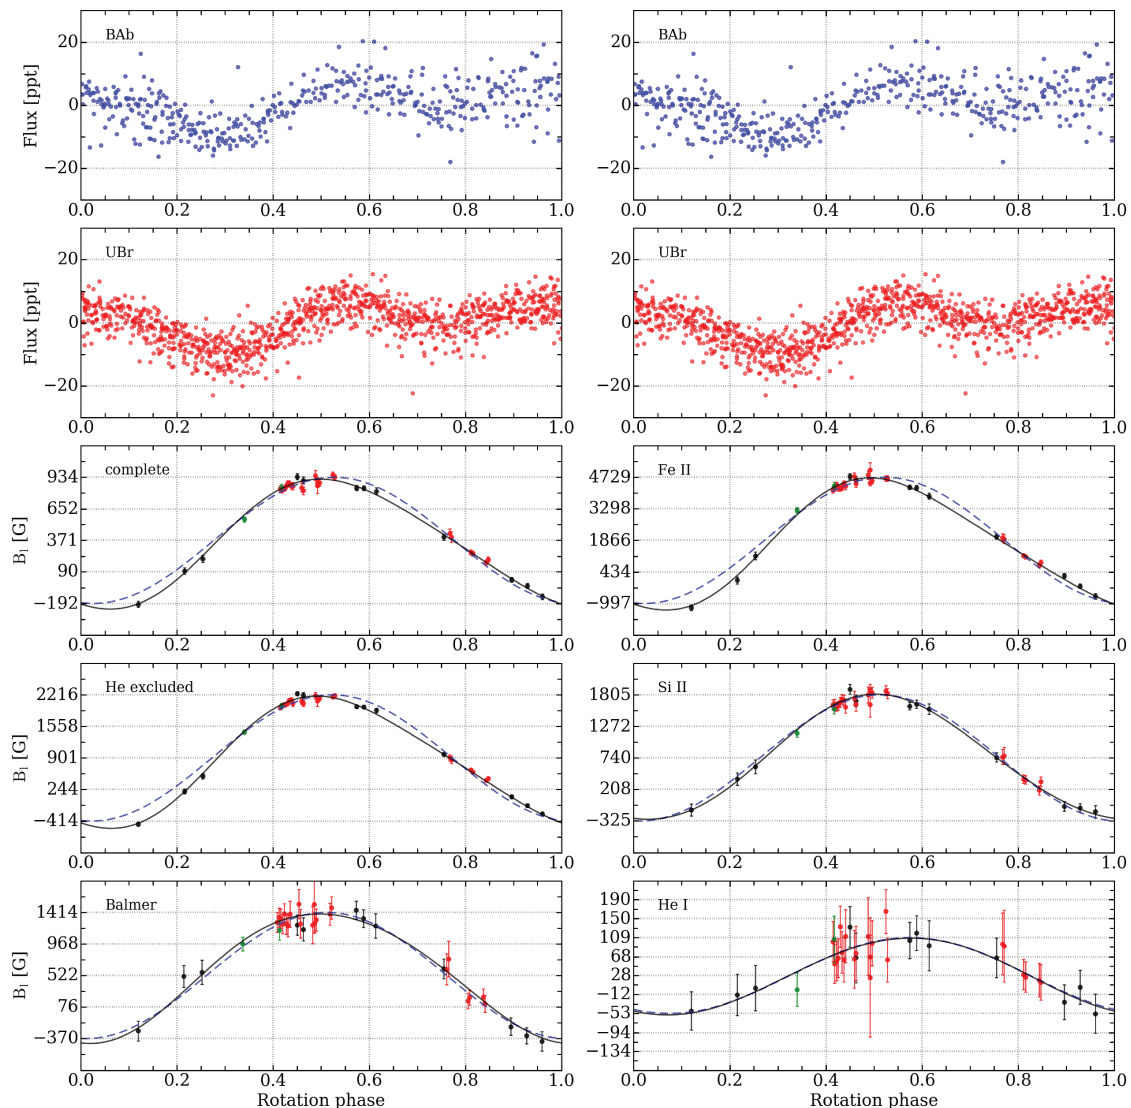 BAb
Flux [ppt]
20
0
−20
0.0 0.2 0.4 0.6 0.8 1.0
BAb
20
0
−20
0.0 0.2 0.4 0.6 0.8 1.0
UBr
Flux [ppt]
20
0
−20
0.0 0.2 0.4 0.6 0.8 1.0
UBr
20
0
−20
0.0 0.2 0.4 0.6 0.8 1.0
complete
B_l [G]
934
652
371
90
−192
0.0 0.2 0.4 0.6 0.8 1.0
Fe II
4729
3298
1866
434
−997
0.0 0.2 0.4 0.6 0.8 1.0
He excluded
B_l [G]
2216
1558
901
244
−414
0.0 0.2 0.4 0.6 0.8 1.0
Si II
1805
1272
740
208
−325
0.0 0.2 0.4 0.6 0.8 1.0
Balmer
B_l [G]
1414
968
522
76
−370
0.0 0.2 0.4 0.6 0.8 1.0
Rotation phase
He I
190
150
109
68
28
−12
−53
−94
−134
0.0 0.2 0.4 0.6 0.8 1.0
Rotation phase